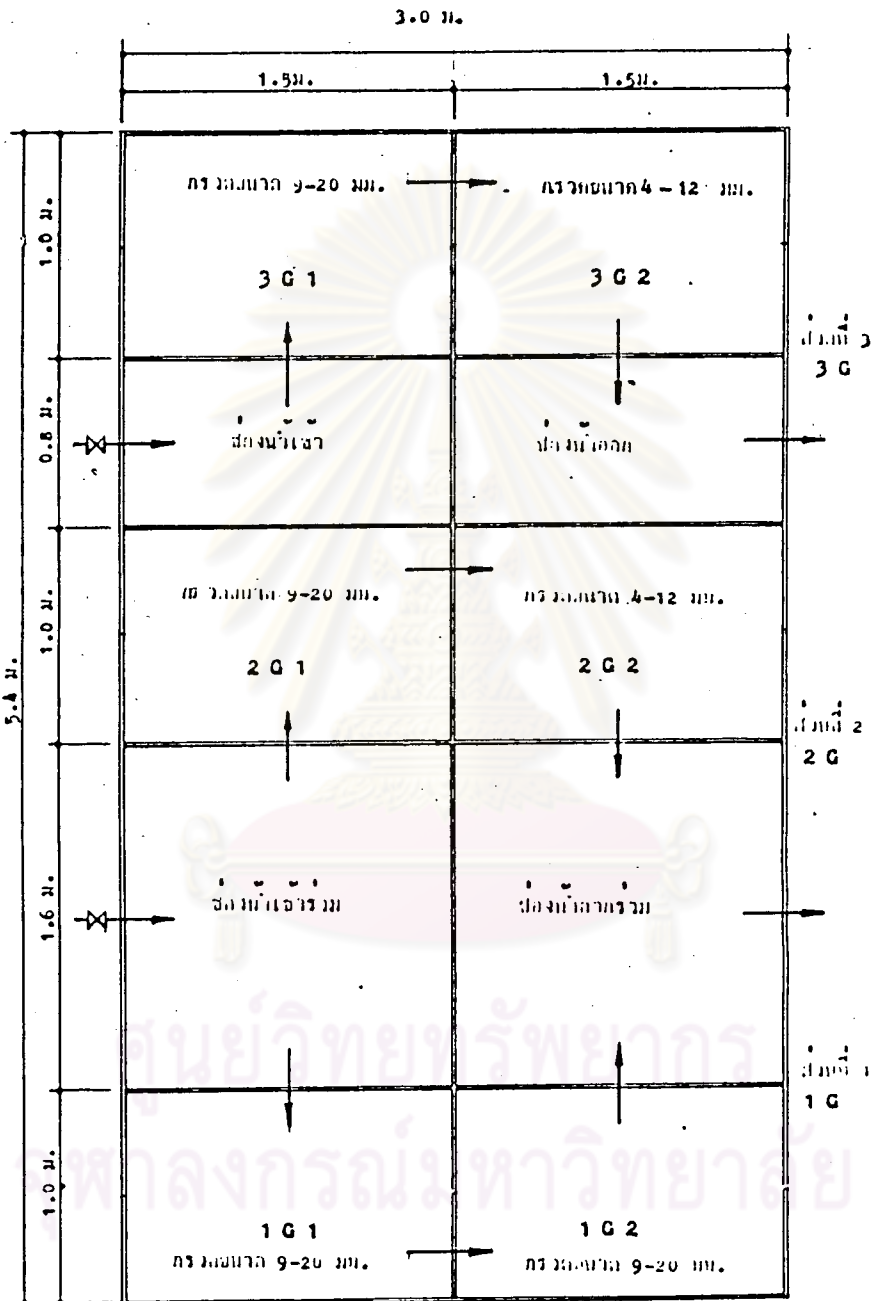 3.0 ม.
1.5ม. 1.5ม.
กรวดขนาด 9-20 มม. กรวดขนาด 4-12 มม.
1.0 ม.
3 G 1 3 G 2
ส่วนที่ 3
3 G
0.8 ม.
ช่องน้ำเข้า ช่องน้ำออก
กรวดขนาด 9-20 มม. กรวดขนาด 4-12 มม.
1.0 ม.
2 G 1 2 G 2
5.4 ม.
ส่วนที่ 2
2 G
1.6 ม.
ช่องน้ำเข้าร่วม ช่องน้ำออกร่วม
ศูนย์วิทยทรัพยากร
ส่วนที่ 1
1 G
จุฬาลงกรณ์มหาวิทยาลัย
1.0 ม.
1 G 1 1 G 2
กรวดขนาด 9-20 มม. กรวดขนาด 9-20 มม.